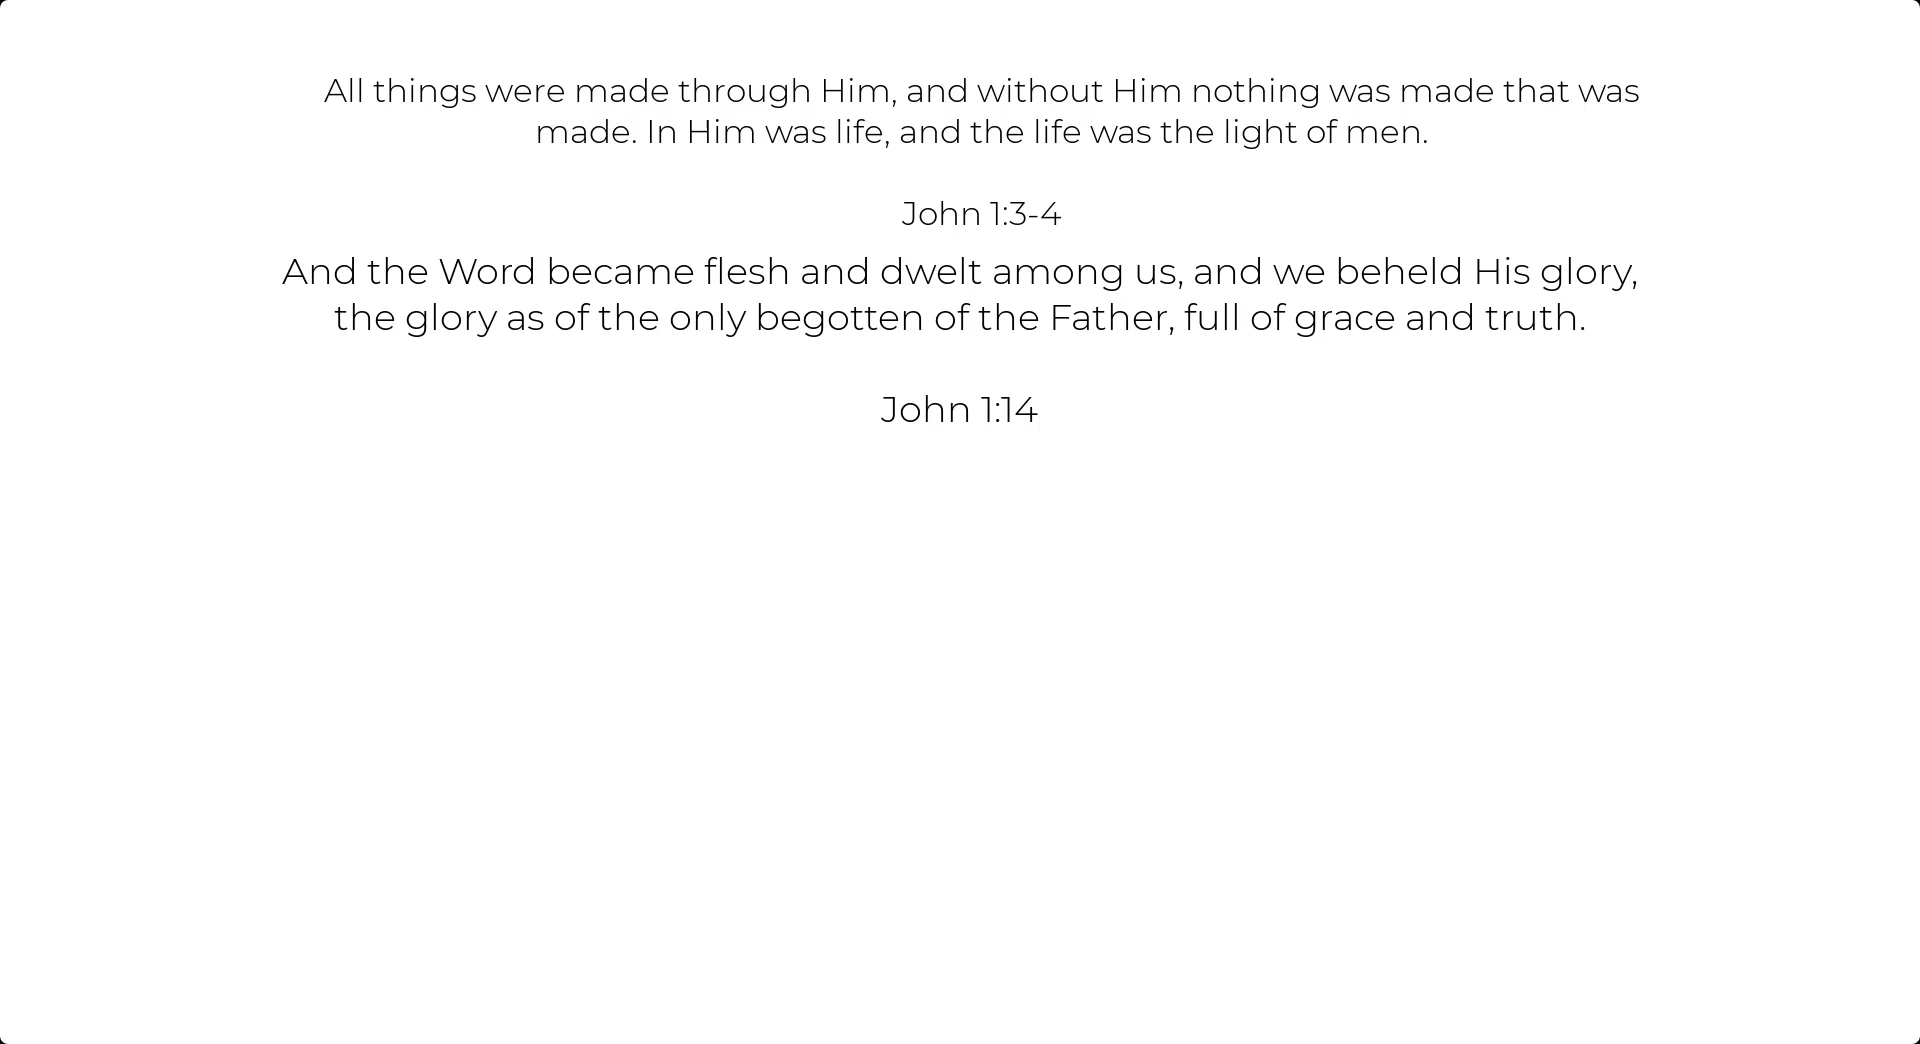 All things were made through Him, and without Him nothing was made that was
made. In Him was life, and the life was the light of men.
John 1:3-4
And the Word became flesh and dwelt among us, and we beheld His glory,
the glory as of the only begotten of the Father, full of grace and truth.
John 1:14